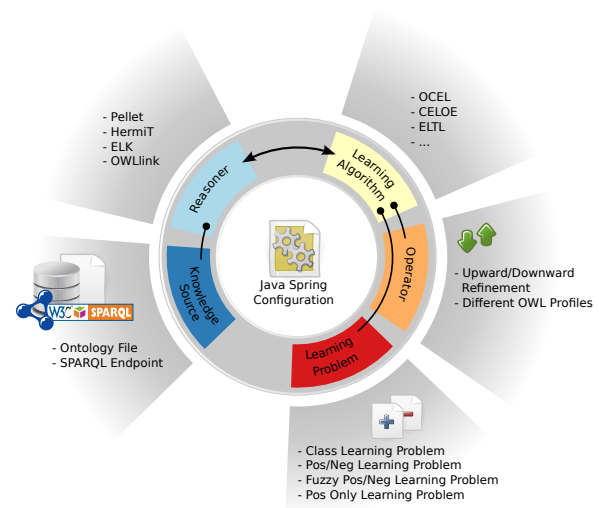 - Pellet
- HermiT
- ELK
- OWLlink
- OCEL
- CELOE
- ELTL
- ...
Reasoner
Learning
Algorithm
Operator
Learning
Problem
Knowledge
Source
Java Spring
Configuration
- Upward/Downward
Refinement
- Different OWL Profiles
W3C SPARQL
- Ontology File
- SPARQL Endpoint
- Class Learning Problem
- Pos/Neg Learning Problem
- Fuzzy Pos/Neg Learning Problem
- Pos Only Learning Problem